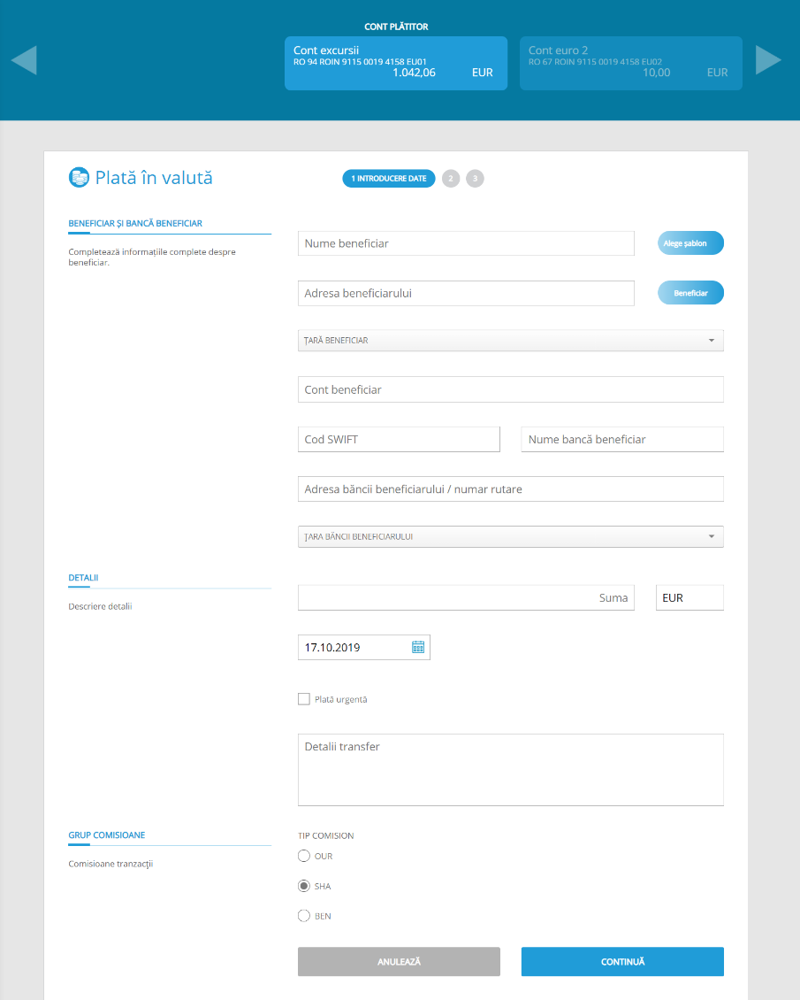 CONT PLĂTITOR
Cont excursii
RO 94 ROIN 9115 0019 4158 EU01
1.042,06 EUR
Cont euro 2
RO 67 ROIN 9115 0019 4158 EU02
10,00 EUR
Plată în valută
1 INTRODUCERE DATE 2 3
BENEFICIAR ȘI BANCĂ BENEFICIAR
Completează informațiile complete despre
beneficiar.
Nume beneficiar
Alege șablon
Adresa beneficiarului
Beneficiar
ȚARĂ BENEFICIAR
Cont beneficiar
Cod SWIFT
Nume bancă beneficiar
Adresa băncii beneficiarului / numar rutare
ȚARA BĂNCII BENEFICIARULUI
DETALII
Descriere detalii
Suma
EUR
17.10.2019
Plată urgentă
Detalii transfer
GRUP COMISIOANE
Comisioane tranzacții
TIP COMISION
OUR
SHA
BEN
ANULEAZĂ
CONTINUĂ